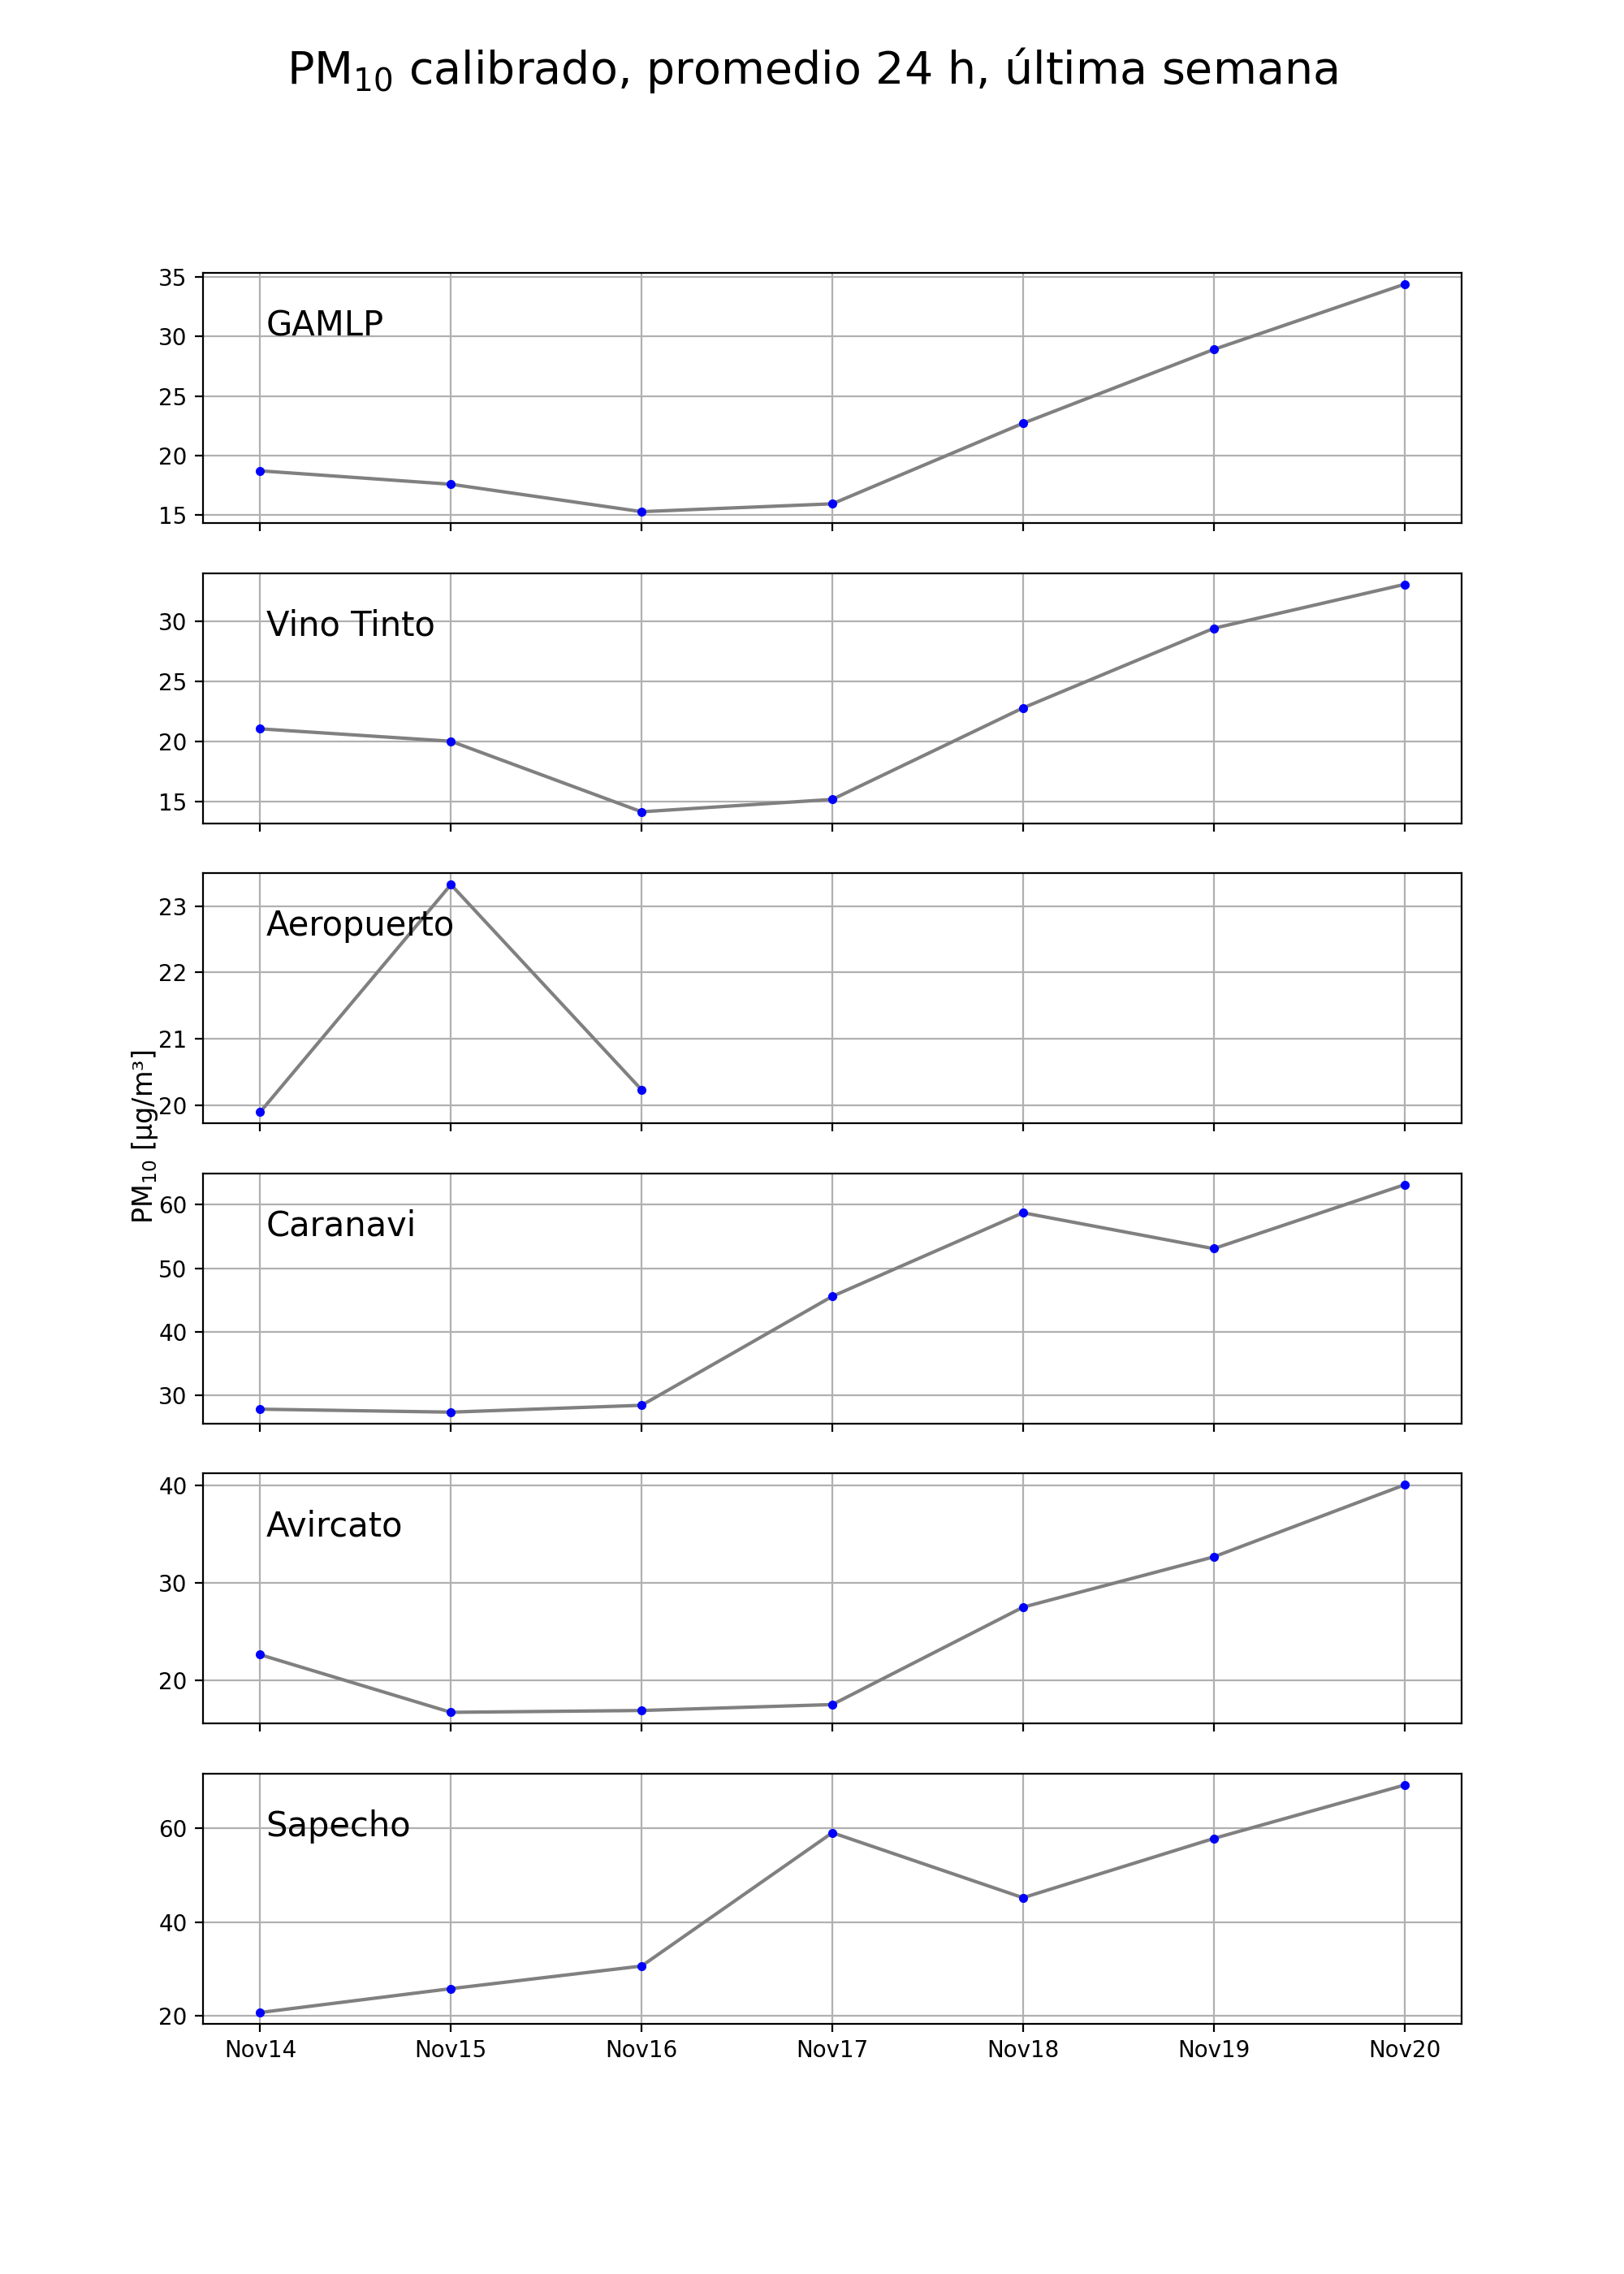 PM₁₀ calibrado, promedio 24 h, última semana
35
GAMLP
30
25
20
15
Vino Tinto
30
25
20
15
23
Aeropuerto
22
21
20
PM₁₀ [µg/m³]
60
Caranavi
50
40
30
40
Avircato
30
20
Sapecho
60
40
20
Nov14 Nov15 Nov16 Nov17 Nov18 Nov19 Nov20